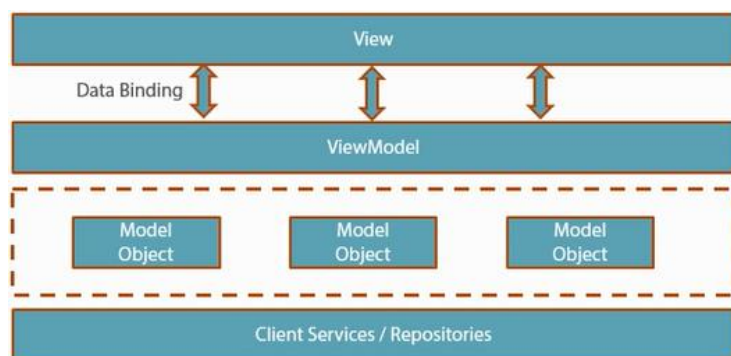 View
Data Binding
ViewModel
Model
Object
Model
Object
Model
Object
Client Services / Repositories